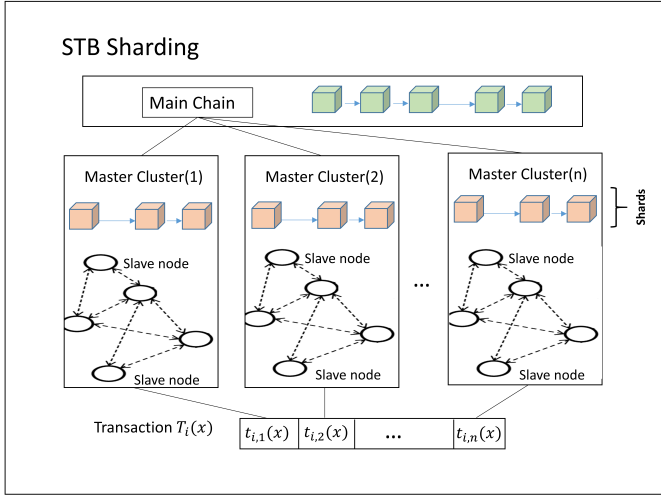 STB Sharding
Main Chain
Master Cluster(1)
Master Cluster(2)
Master Cluster(n)
Shards
Slave node
Slave node
Slave node
...
Slave node
Slave node
Slave node
Transaction T_i(x)
t_{i,1}(x) t_{i,2}(x) ... t_{i,n}(x)